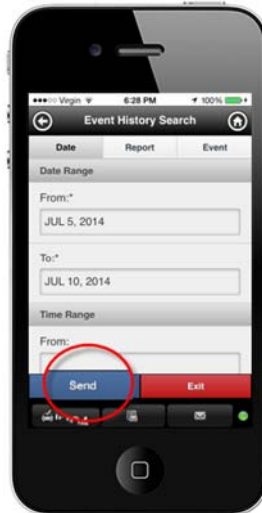 Virgin 6:28 PM 100%
Event History Search
Date Report Event
Date Range
From:*
JUL 5, 2014
To:*
JUL 10, 2014
Time Range
From:
Send Exit